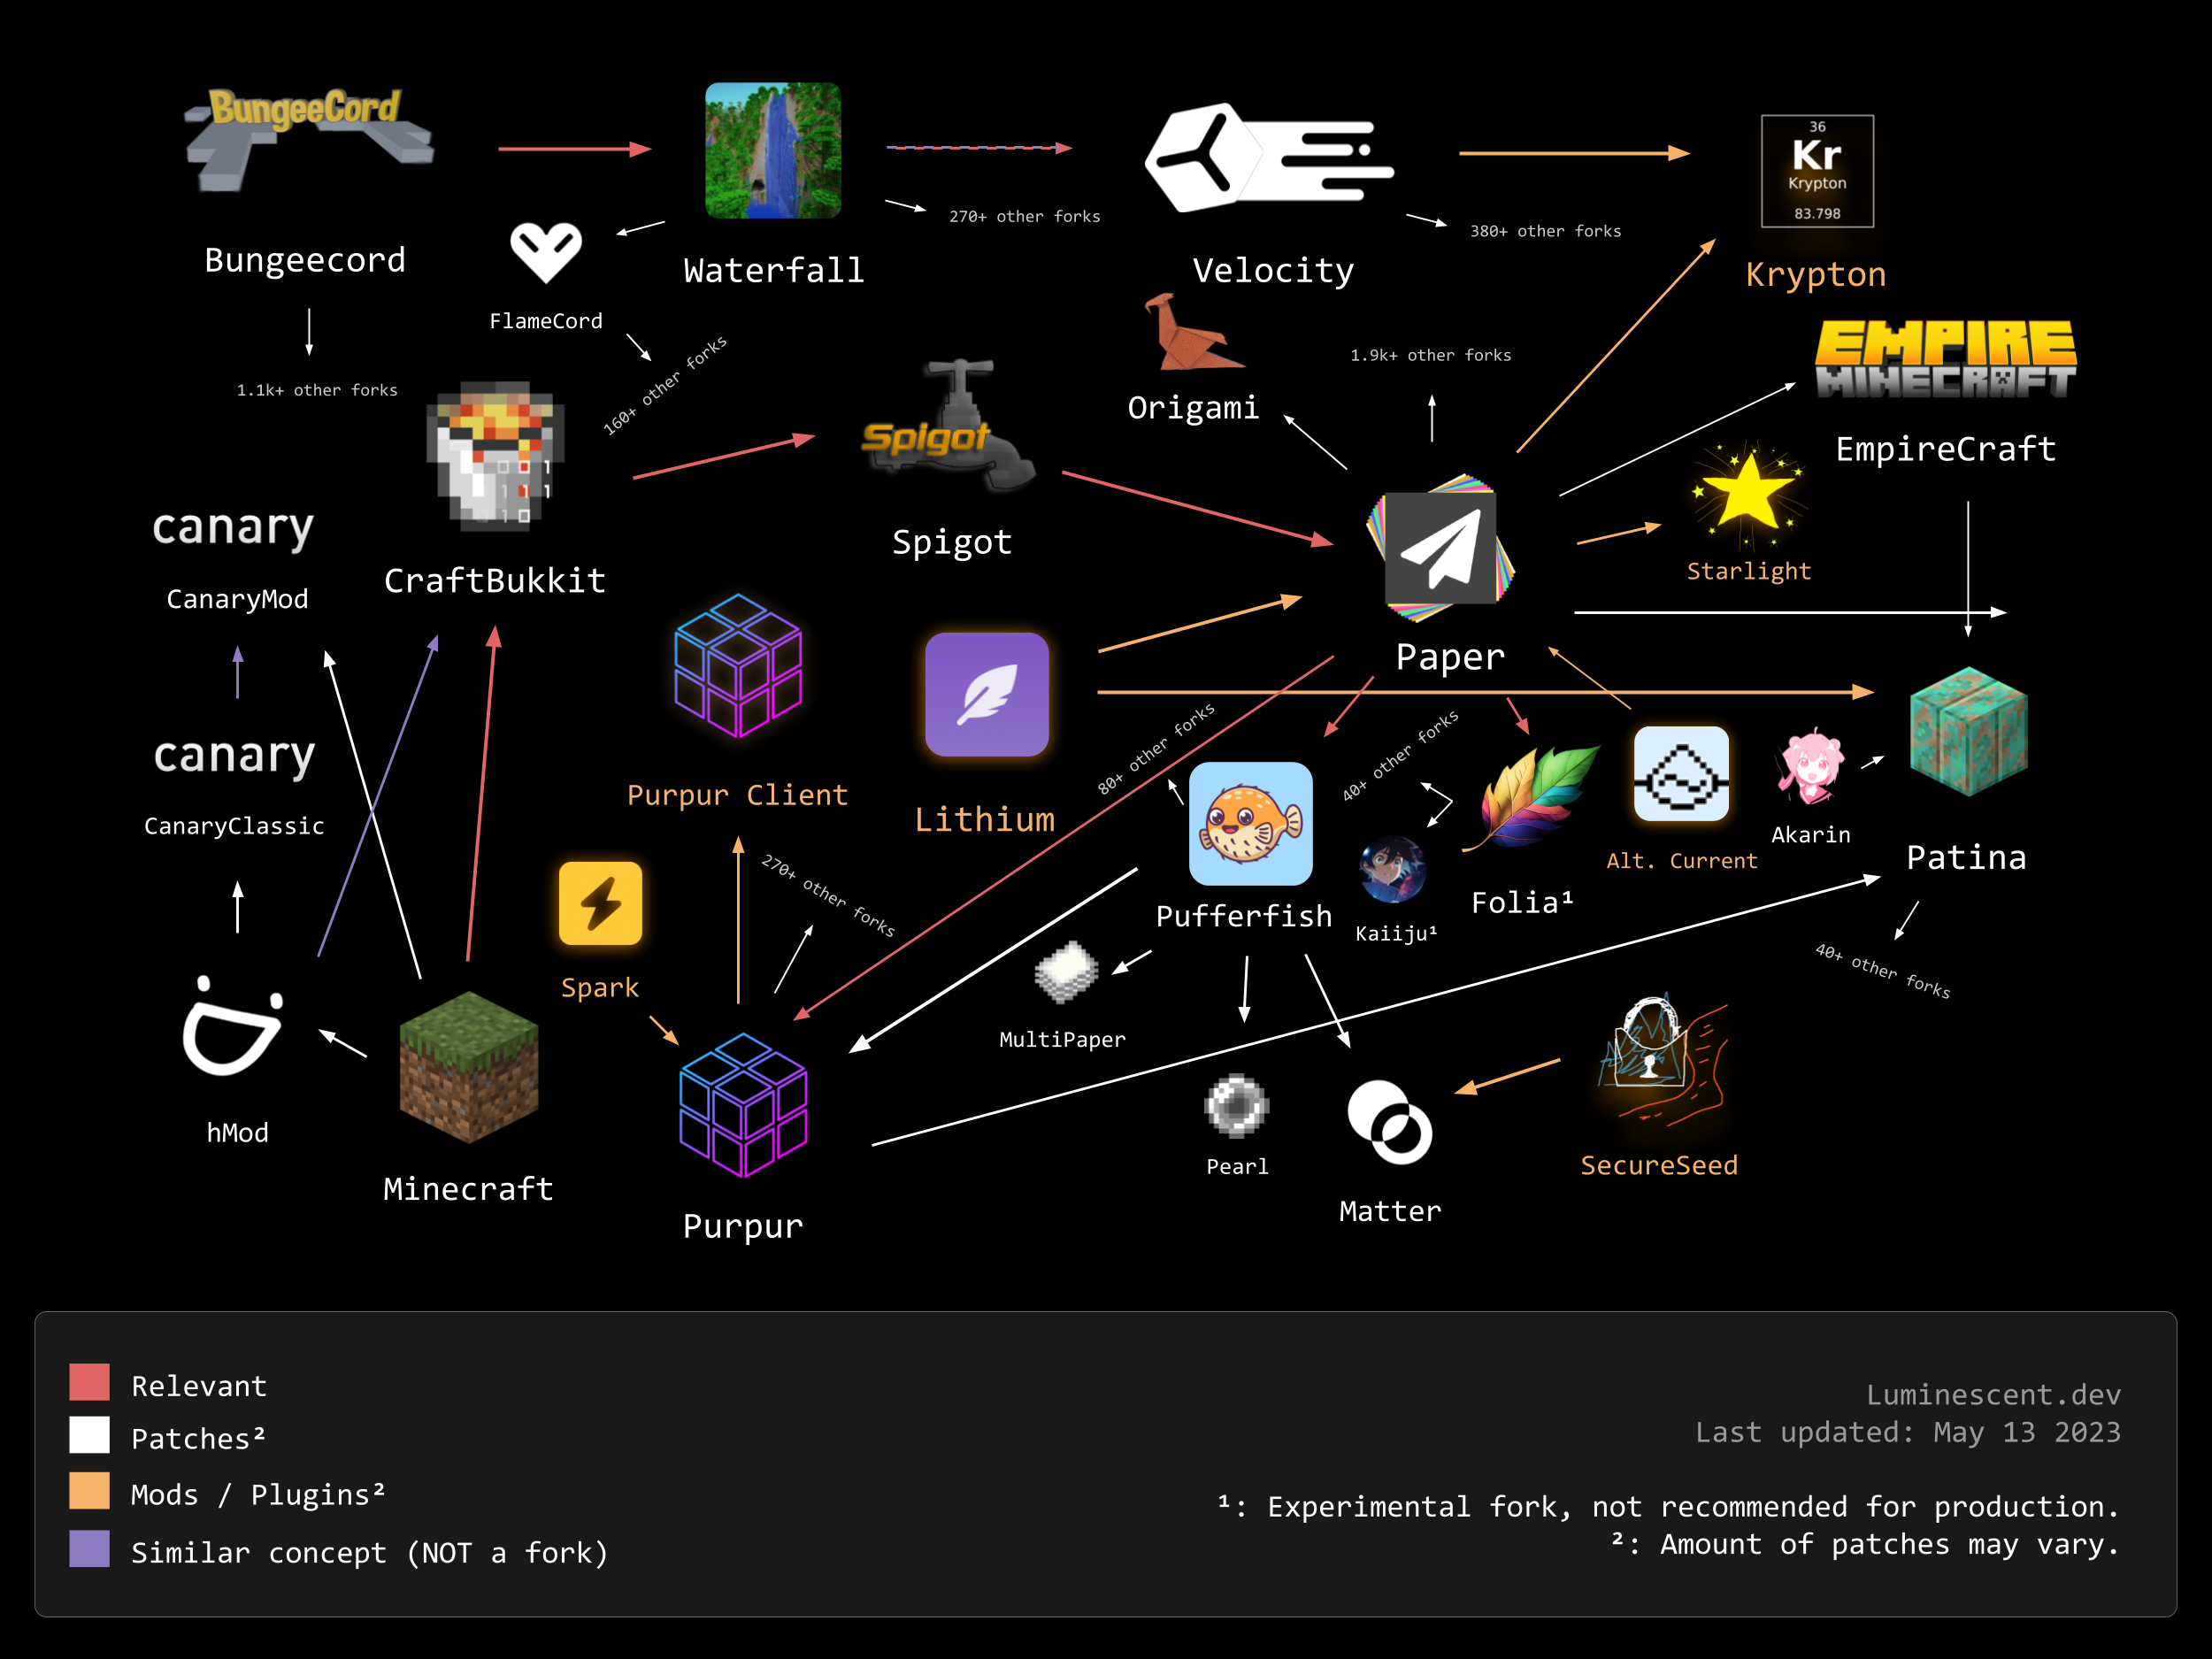 BungeeCord
Bungeecord
Waterfall
Velocity
36
Kr
Krypton
83.798
Krypton
270+ other forks
380+ other forks
FlameCord
160+ other forks
1.1k+ other forks
Origami
1.9k+ other forks
EMPIRE
MINECRAFT
EmpireCraft
Spigot
Spigot
canary
CanaryMod
CraftBukkit
Starlight
Paper
canary
CanaryClassic
Purpur Client
Lithium
80+ other forks
40+ other forks
Alt. Current
Akarin
Patina
270+ other forks
Pufferfish
Kaiiju¹
Folia¹
40+ other forks
Spark
MultiPaper
hMod
Minecraft
Purpur
Pearl
Matter
SecureSeed
Relevant
Patches²
Mods / Plugins²
Similar concept (NOT a fork)
Luminescent.dev
Last updated: May 13 2023
¹: Experimental fork, not recommended for production.
²: Amount of patches may vary.